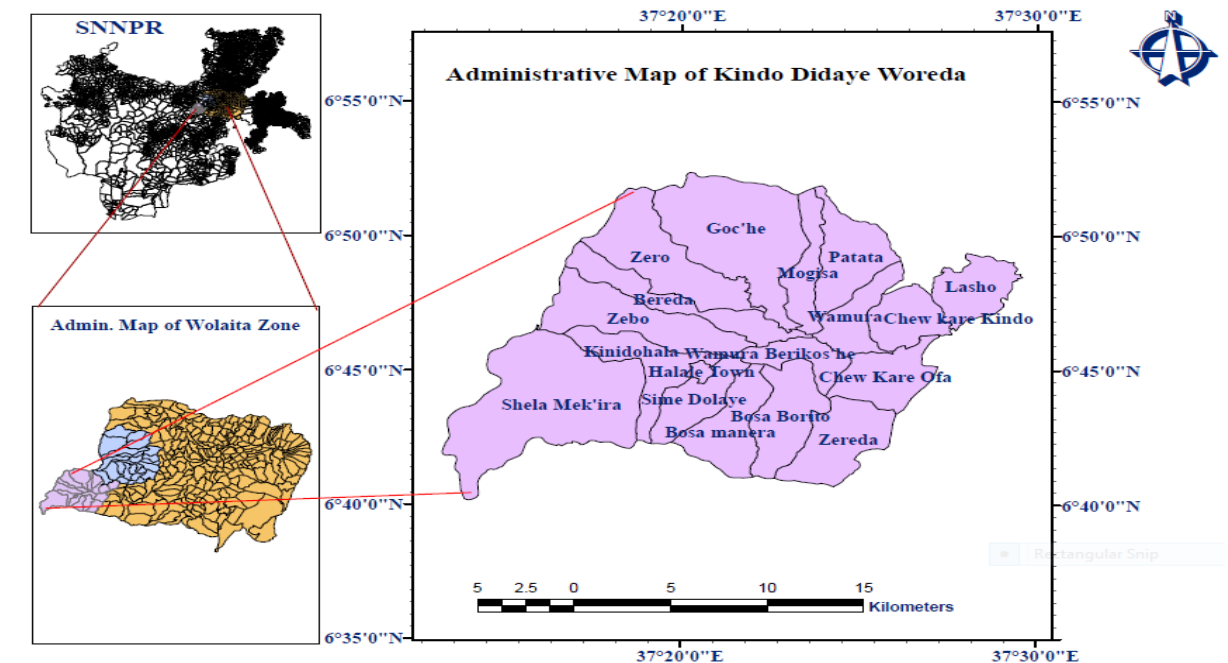 SNNPR
37°20'0"E
37°30'0"E
N
Administrative Map of Kindo Didaye Woreda
6°55'0"N
6°55'0"N
6°50'0"N
6°50'0"N
Goc'he
Zero
Mogisa
Patata
Lasho
Bereda
Zebo
Wamura
Chew kare Kindo
Admin. Map of Wolaita Zone
Kinidohala
Wamura Berikos'he
6°45'0"N
6°45'0"N
Halale Town
Chew Kare Ofa
Shela Mek'ira
Sime Dolaye
Bosa Borito
Bosa manera
Zereda
6°40'0"N
6°40'0"N
Rectangular Snip
5 2.5 0 5 10 15
Kilometers
6°35'0"N
6°35'0"N
37°20'0"E
37°30'0"E